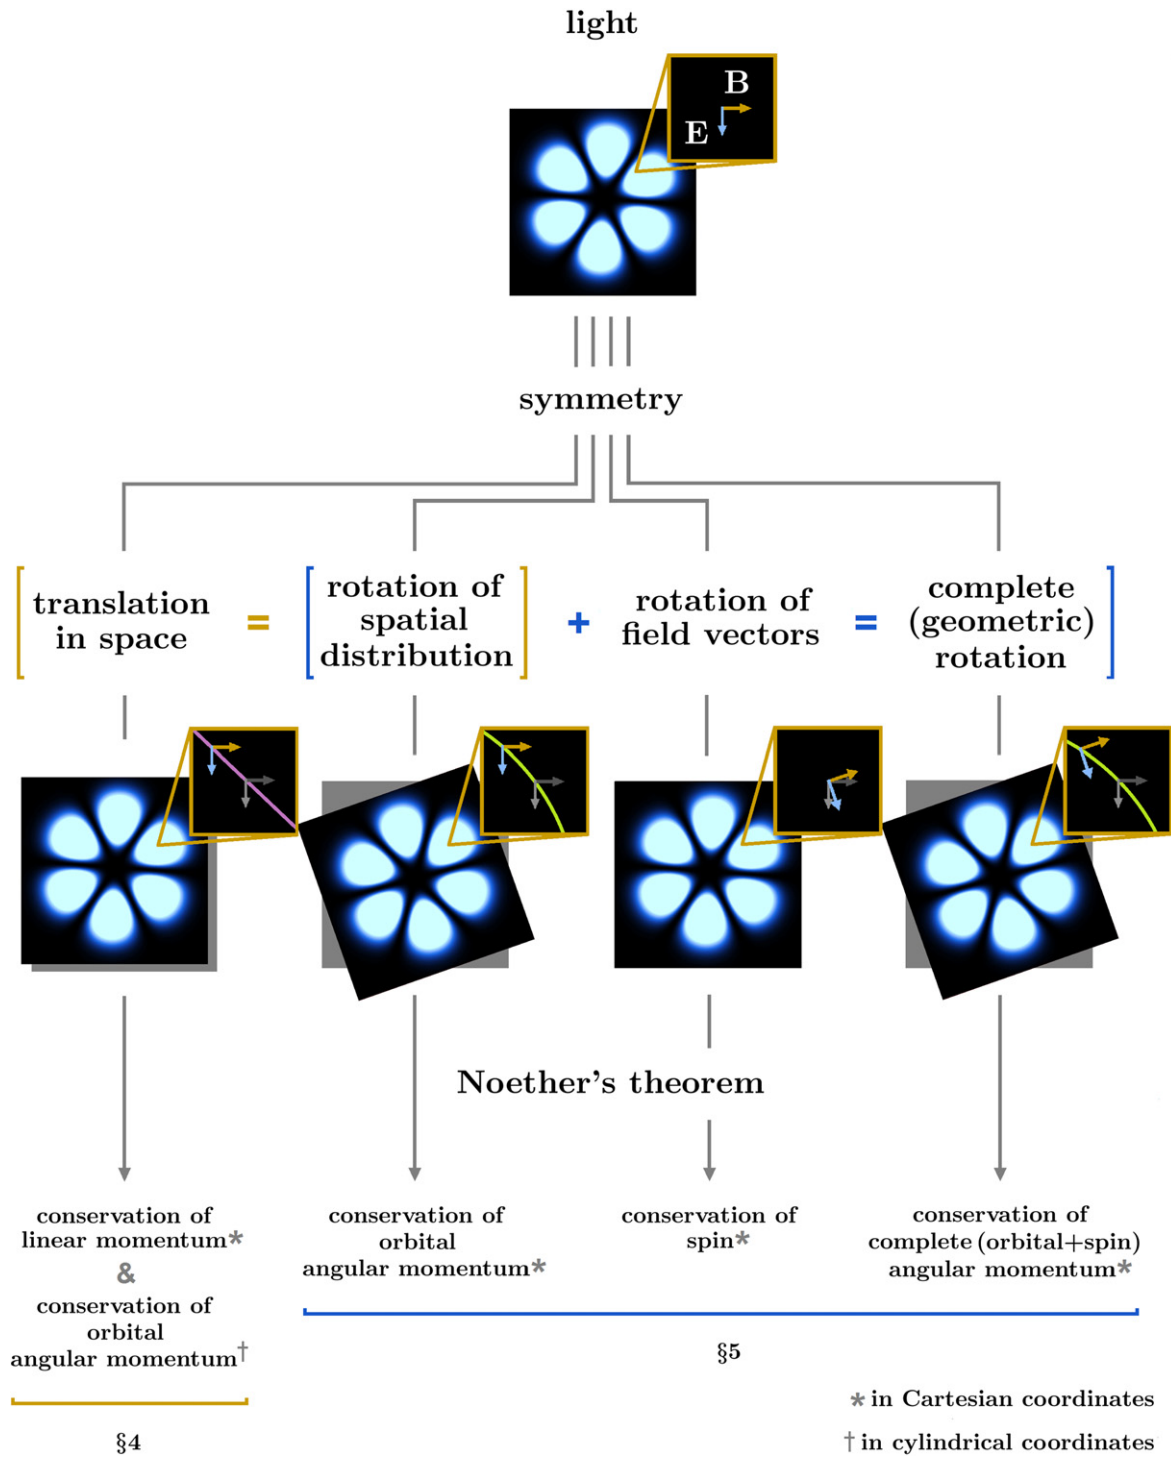 light
B
E
symmetry
translation
in space
=
rotation of
spatial
distribution
+
rotation of
field vectors
=
complete
(geometric)
rotation
Noether's theorem
conservation of
linear momentum*
&
conservation of
orbital
angular momentum†
§4
conservation of
orbital
angular momentum*
conservation of
spin*
conservation of
complete (orbital+spin)
angular momentum*
§5
* in Cartesian coordinates
† in cylindrical coordinates